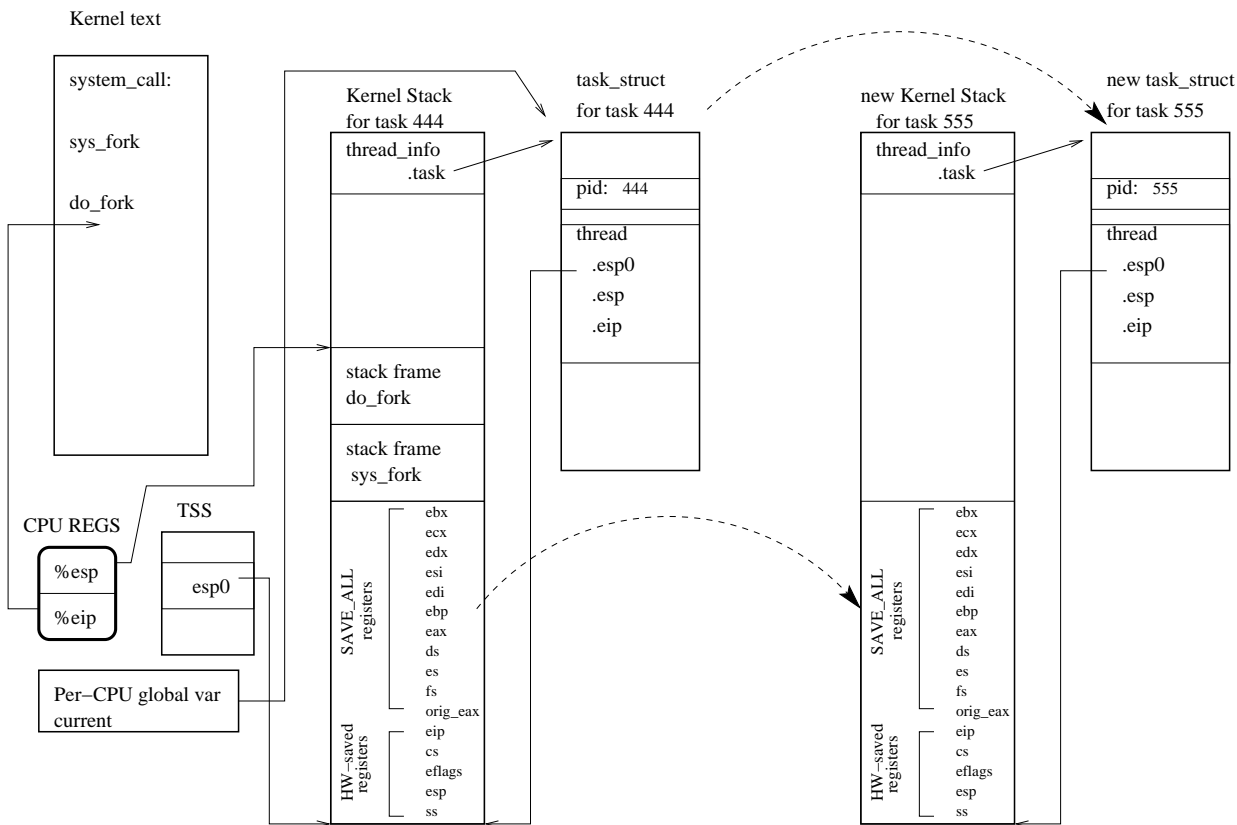 Kernel text
system_call:
sys_fork
do_fork
CPU REGS
%esp
%eip
TSS
esp0
Per−CPU global var
current
Kernel Stack
for task 444
thread_info
.task
stack frame
do_fork
stack frame
sys_fork
SAVE_ALL
registers
ebx
ecx
edx
esi
edi
ebp
eax
ds
es
fs
orig_eax
HW−saved
registers
eip
cs
eflags
esp
ss
task_struct
for task 444
pid: 444
thread
.esp0
.esp
.eip
new Kernel Stack
for task 555
thread_info
.task
SAVE_ALL
registers
ebx
ecx
edx
esi
edi
ebp
eax
ds
es
fs
orig_eax
HW−saved
registers
eip
cs
eflags
esp
ss
new task_struct
for task 555
pid: 555
thread
.esp0
.esp
.eip